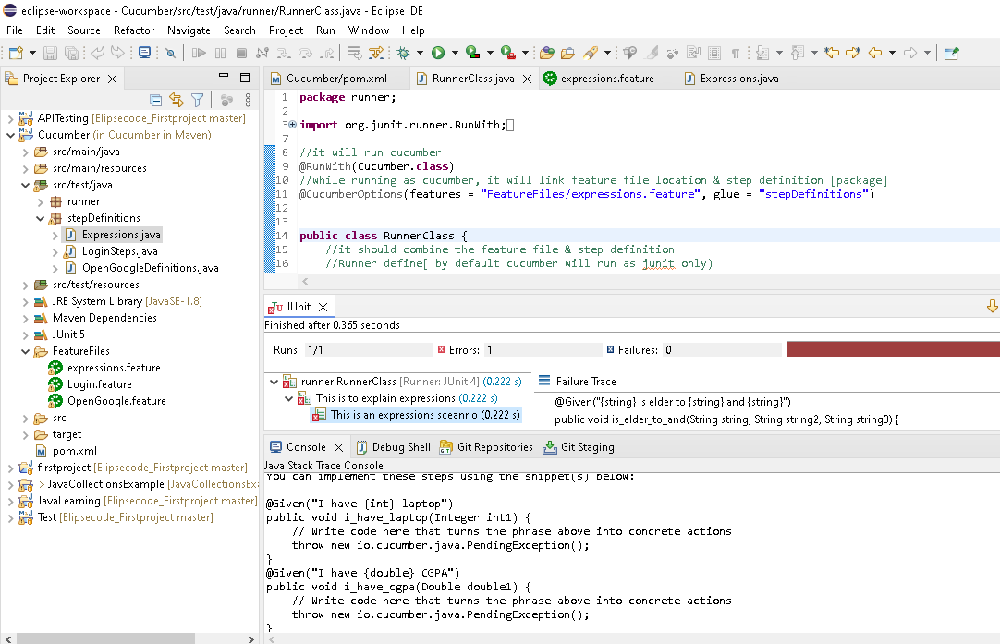 eclipse-workspace - Cucumber/src/test/java/runner/RunnerClass.java - Eclipse IDE
File Edit Source Refactor Navigate Search Project Run Window Help
Project Explorer
APITesting [Elipsecode_Firstproject master]
Cucumber (in Cucumber in Maven)
src/main/java
src/main/resources
src/test/java
runner
stepDefinitions
Expressions.java
LoginSteps.java
OpenGoogleDefinitions.java
src/test/resources
JRE System Library [JavaSE-1.8]
Maven Dependencies
JUnit 5
FeatureFiles
expressions.feature
Login.feature
OpenGoogle.feature
src
target
pom.xml
firstproject [Elipsecode_Firstproject master]
> JavaCollectionsExample [JavaCollectionsExa
JavaLearning [Elipsecode_Firstproject master]
Test [Elipsecode_Firstproject master]
Cucumber/pom.xml RunnerClass.java expressions.feature Expressions.java
1 package runner;
2
3 import org.junit.runner.RunWith;
7
8 //it will run cucumber
9 @RunWith(Cucumber.class)
10 //while running as cucumber, it will link feature file location & step definition [package]
11 @CucumberOptions(features = "FeatureFiles/expressions.feature", glue = "stepDefinitions")
12
13
14 public class RunnerClass {
15 //it should combine the feature file & step definition
16 //Runner define[ by default cucumber will run as junit only)
JUnit
Finished after 0.365 seconds
Runs: 1/1 Errors: 1 Failures: 0
runner.RunnerClass [Runner: JUnit 4] (0.222 s)
This is to explain expressions (0.222 s)
This is an expressions sceanrio (0.222 s)
Failure Trace
@Given("{string} is elder to {string} and {string}")
public void is_elder_to_and(String string, String string2, String string3) {
Console Debug Shell Git Repositories Git Staging
Java Stack Trace Console
You can implement these steps using the snippet(s) below:
@Given("I have {int} laptop")
public void i_have_laptop(Integer int1) {
// Write code here that turns the phrase above into concrete actions
throw new io.cucumber.java.PendingException();
}
@Given("I have {double} CGPA")
public void i_have_cgpa(Double double1) {
// Write code here that turns the phrase above into concrete actions
throw new io.cucumber.java.PendingException();
}